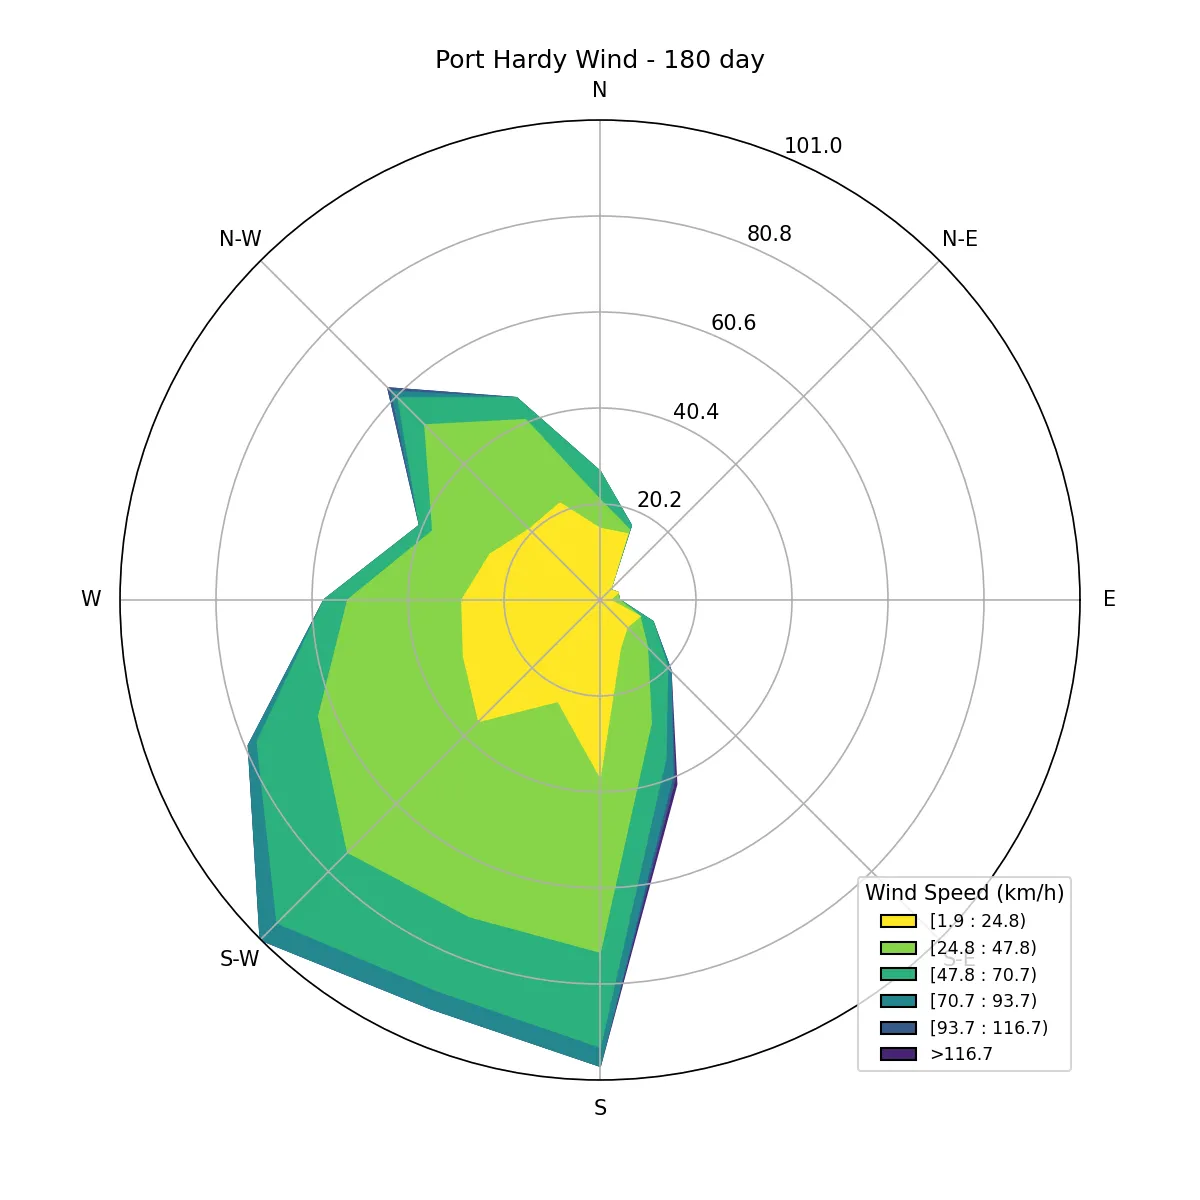 Port Hardy Wind - 180 day
N
101.0
80.8
N-W
N-E
60.6
40.4
20.2
W
E
Wind Speed (km/h)
[1.9 : 24.8)
[24.8 : 47.8)
S-W
S-E
[47.8 : 70.7)
[70.7 : 93.7)
[93.7 : 116.7)
>116.7
S